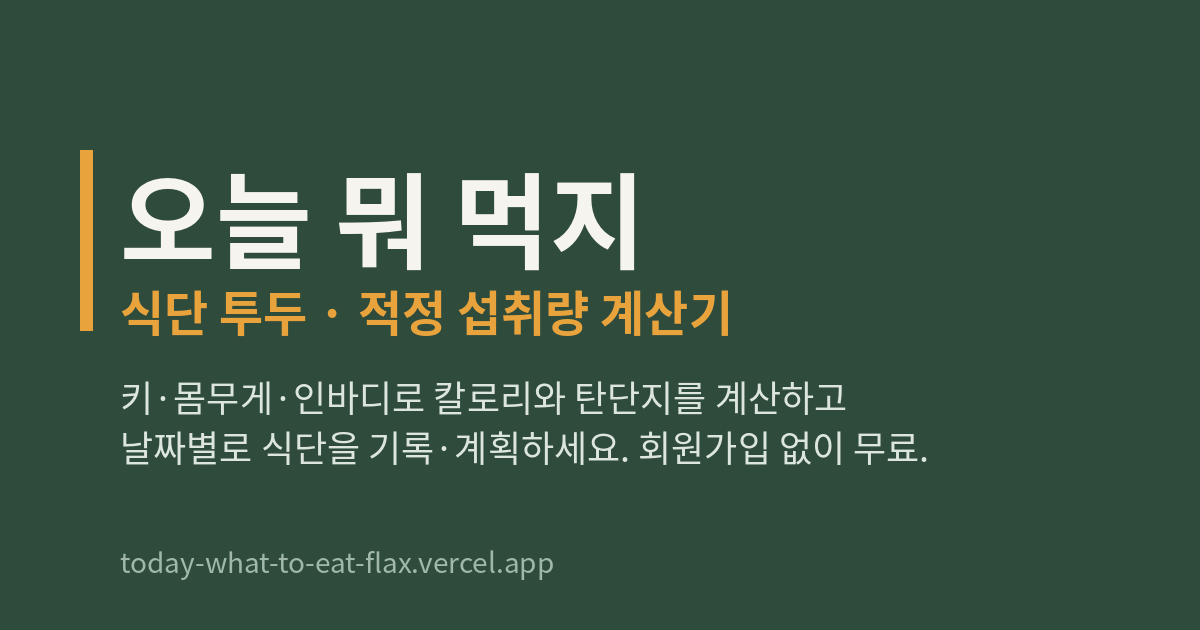 오늘 뭐 먹지
식단 투두 · 적정 섭취량 계산기
키·몸무게·인바디로 칼로리와 탄단지를 계산하고
날짜별로 식단을 기록·계획하세요. 회원가입 없이 무료.
today-what-to-eat-flax.vercel.app